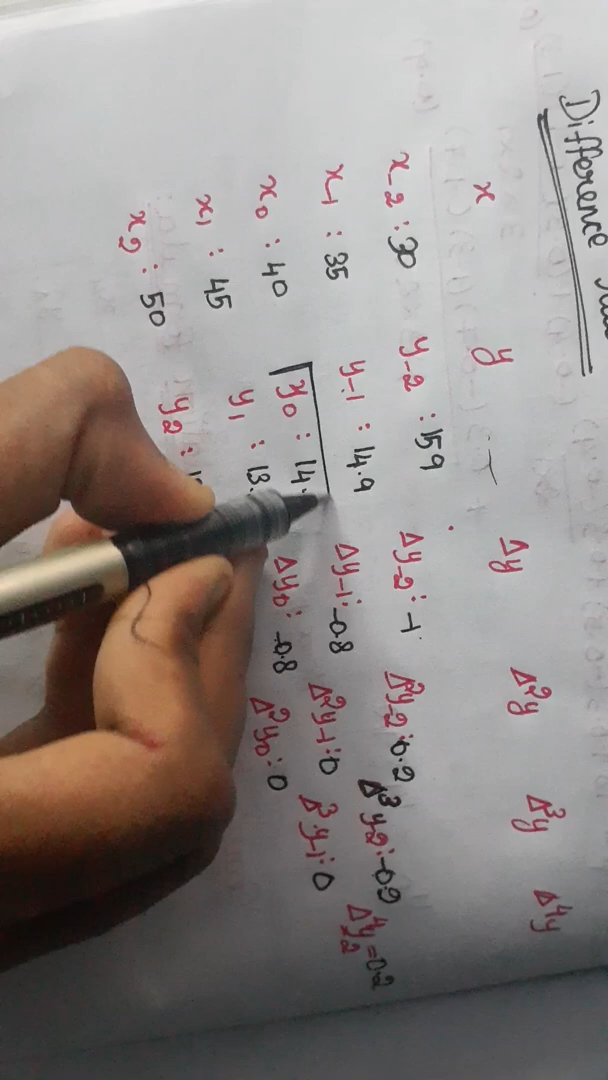 Difference
x y Δy Δ²y Δ³y Δ⁴y
x-2 : 30 y-2 : 159 Δy-2 : -1 Δ²y-2 : 0.2 Δ³y-2 : -0.2 Δ⁴y-2 = 0.2
x-1 : 35 y-1 : 14.9 Δy-1 : -0.8 Δ²y-1 : 0 Δ³y-1 : 0
x0 : 40 y0 : 14. Δy0 : -0.8 Δ²y0 : 0
x1 : 45 y1 : 13.
x2 : 50 y2 :